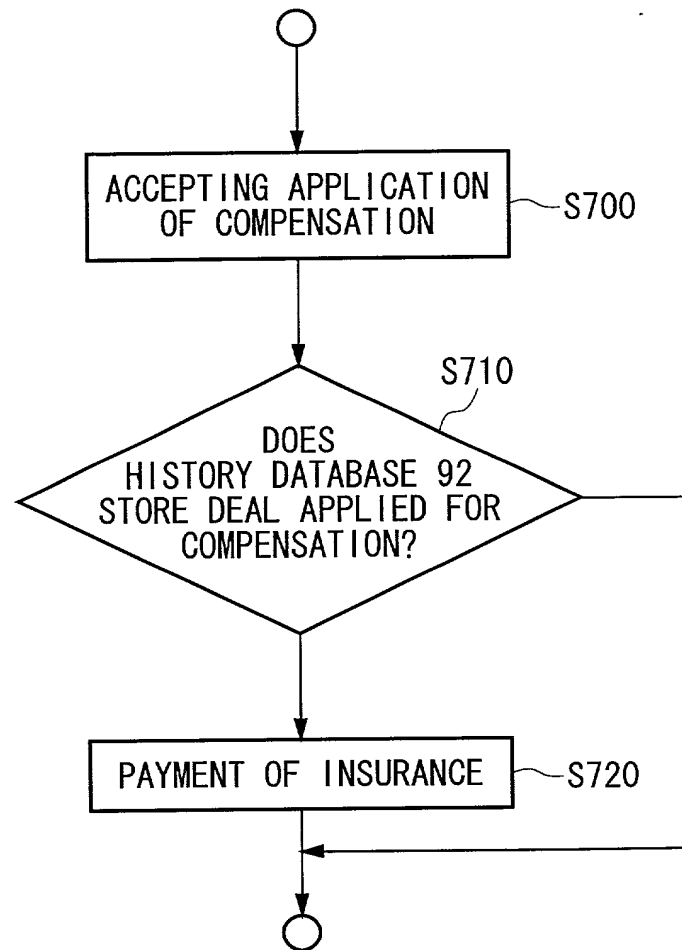 ACCEPTING APPLICATION
OF COMPENSATION
S700
S710
DOES
HISTORY DATABASE 92
STORE DEAL APPLIED FOR
COMPENSATION?
PAYMENT OF INSURANCE
S720